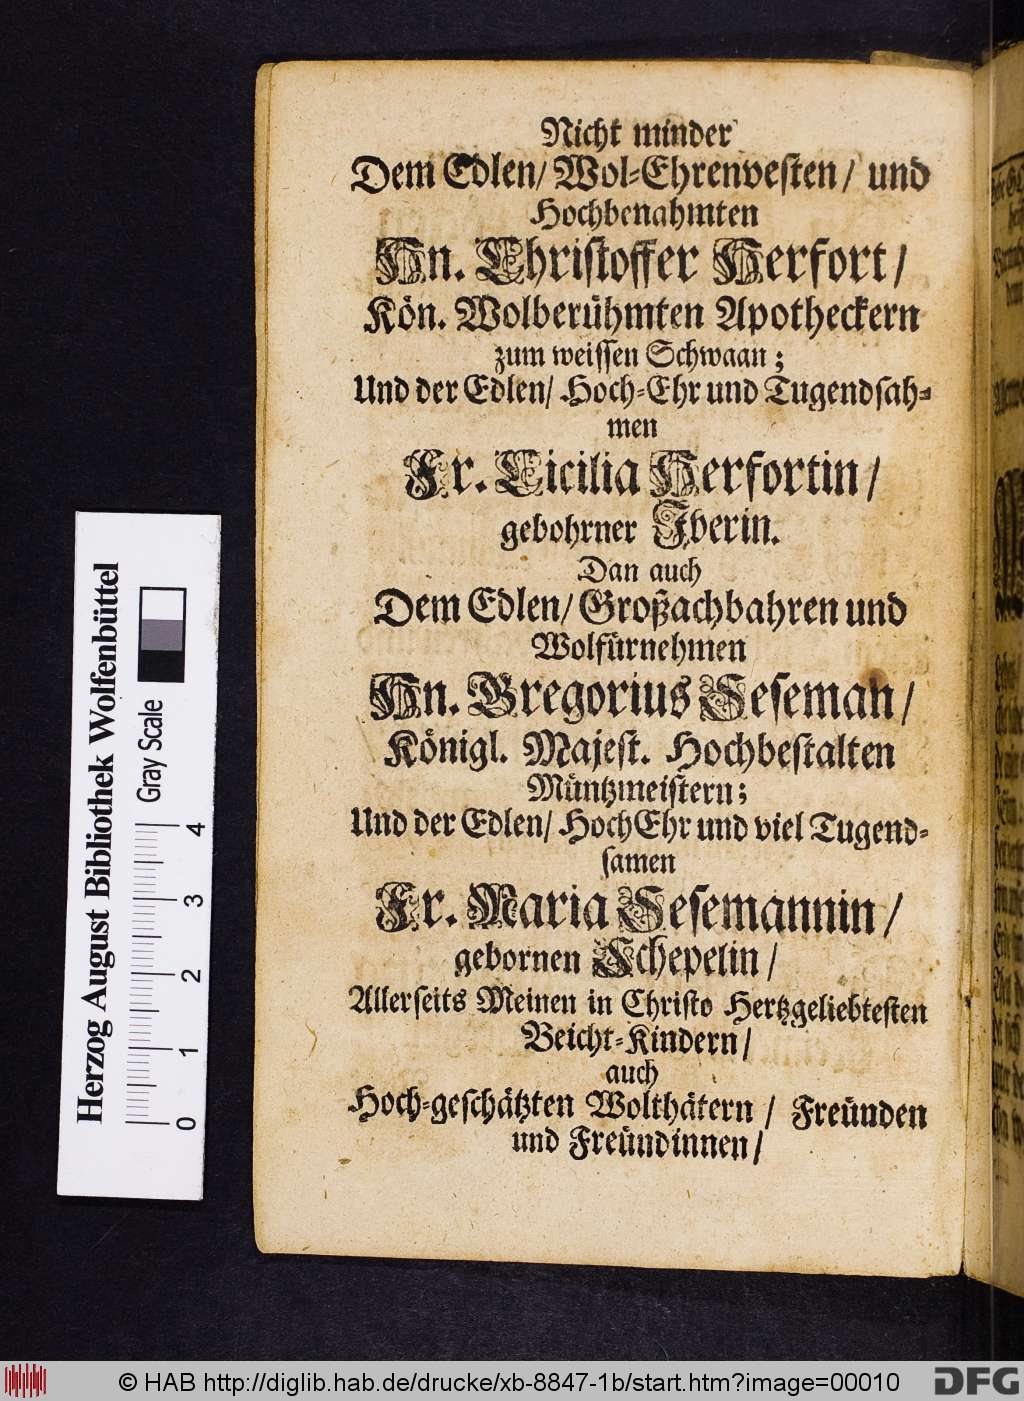 Nicht minder
Dem Edlen/ Wol-Ehrenvesten/ und
Hochbenahmten
Hn. Christoffer Herfort/
Kön. Wolberühmten Apotheckern
zum weissen Schwaan;
Und der Edlen/ Hoch-Ehr und Tugendsah-
men
Fr. Cicilia Herfortin/
gebohrner Iverin.
Dan auch
Dem Edlen/ Großachbahren und
Wolfürnehmen
Hn. Gregorius Seseman/
Königl. Majest. Hochbestalten
Müntzmeistern;
Und der Edlen/ HochEhr und viel Tugend-
samen
Fr. Maria Sesemannin/
gebornen Schepelin/
Allerseits Meinen in Christo Hertzgeliebtesten
Beicht-Kindern/
auch
Hoch-geschätzten Wolthätern/ Freünden
und Freündinnen/
Herzog August Bibliothek Wolfenbüttel
Gray Scale
0 1 2 3 4
© HAB http://diglib.hab.de/drucke/xb-8847-1b/start.htm?image=00010
DFG